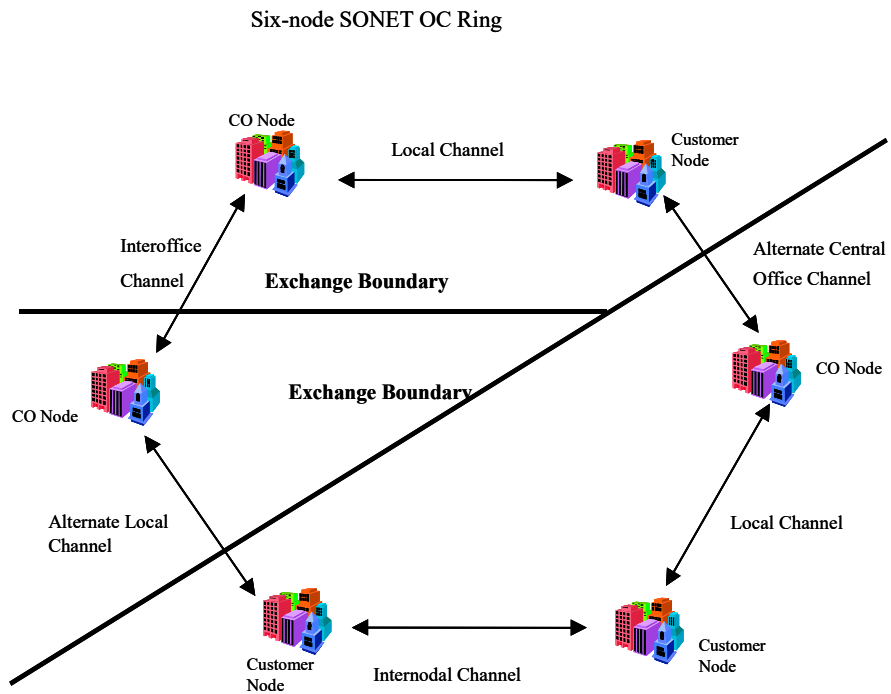 Six-node SONET OC Ring
CO Node
Local Channel
Customer
Node
Interoffice
Channel
Exchange Boundary
Alternate Central
Office Channel
Exchange Boundary
CO Node
CO Node
Alternate Local
Channel
Local Channel
Customer
Node
Internodal Channel
Customer
Node